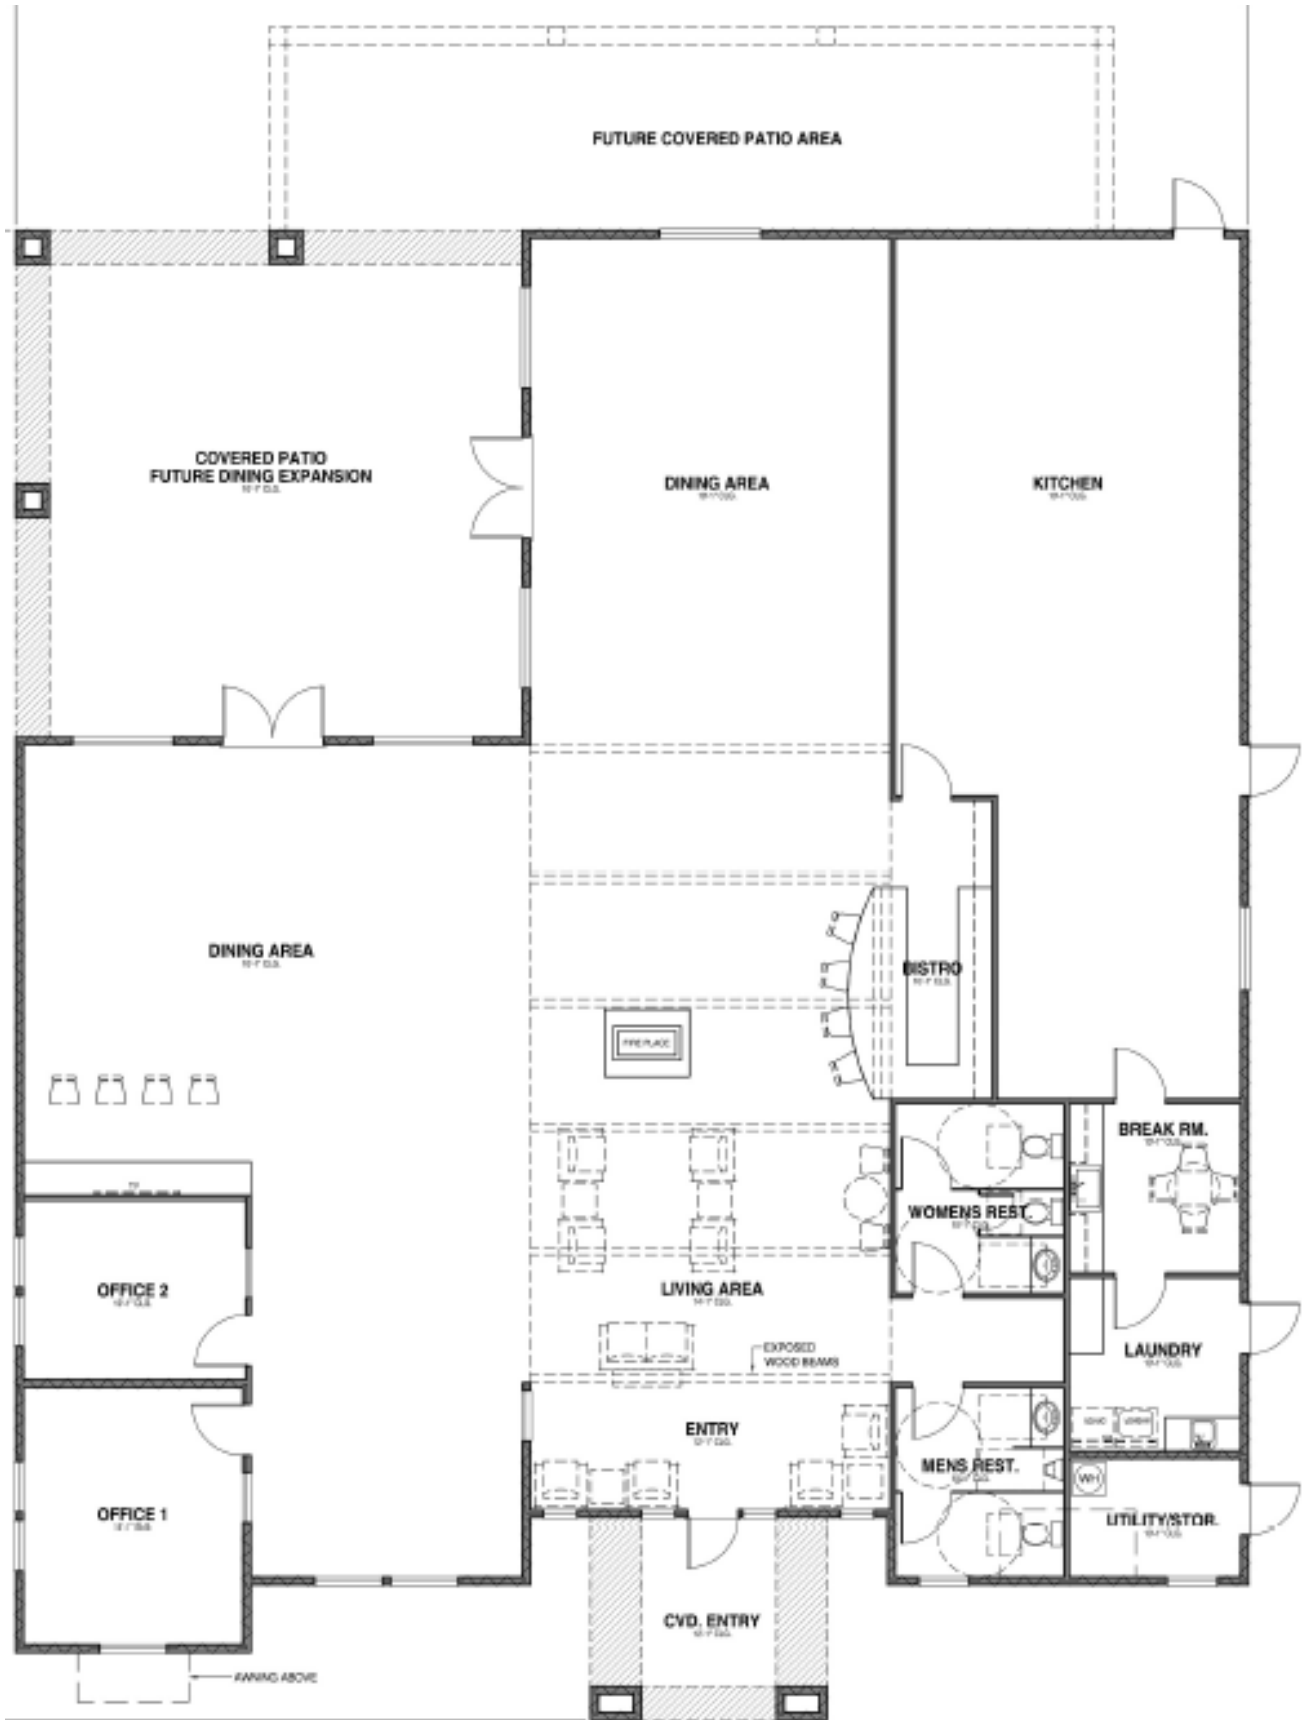 FUTURE COVERED PATIO AREA
COVERED PATIO
FUTURE DINING EXPANSION
DINING AREA
KITCHEN
DINING AREA
BISTRO
FIRE PLACE
BREAK RM.
TV
WOMENS REST.
OFFICE 2
LIVING AREA
EXPOSED
WOOD BEAMS
LAUNDRY
ENTRY
MENS REST.
WH
OFFICE 1
UTILITY/STOR.
CVD. ENTRY
AWNING ABOVE